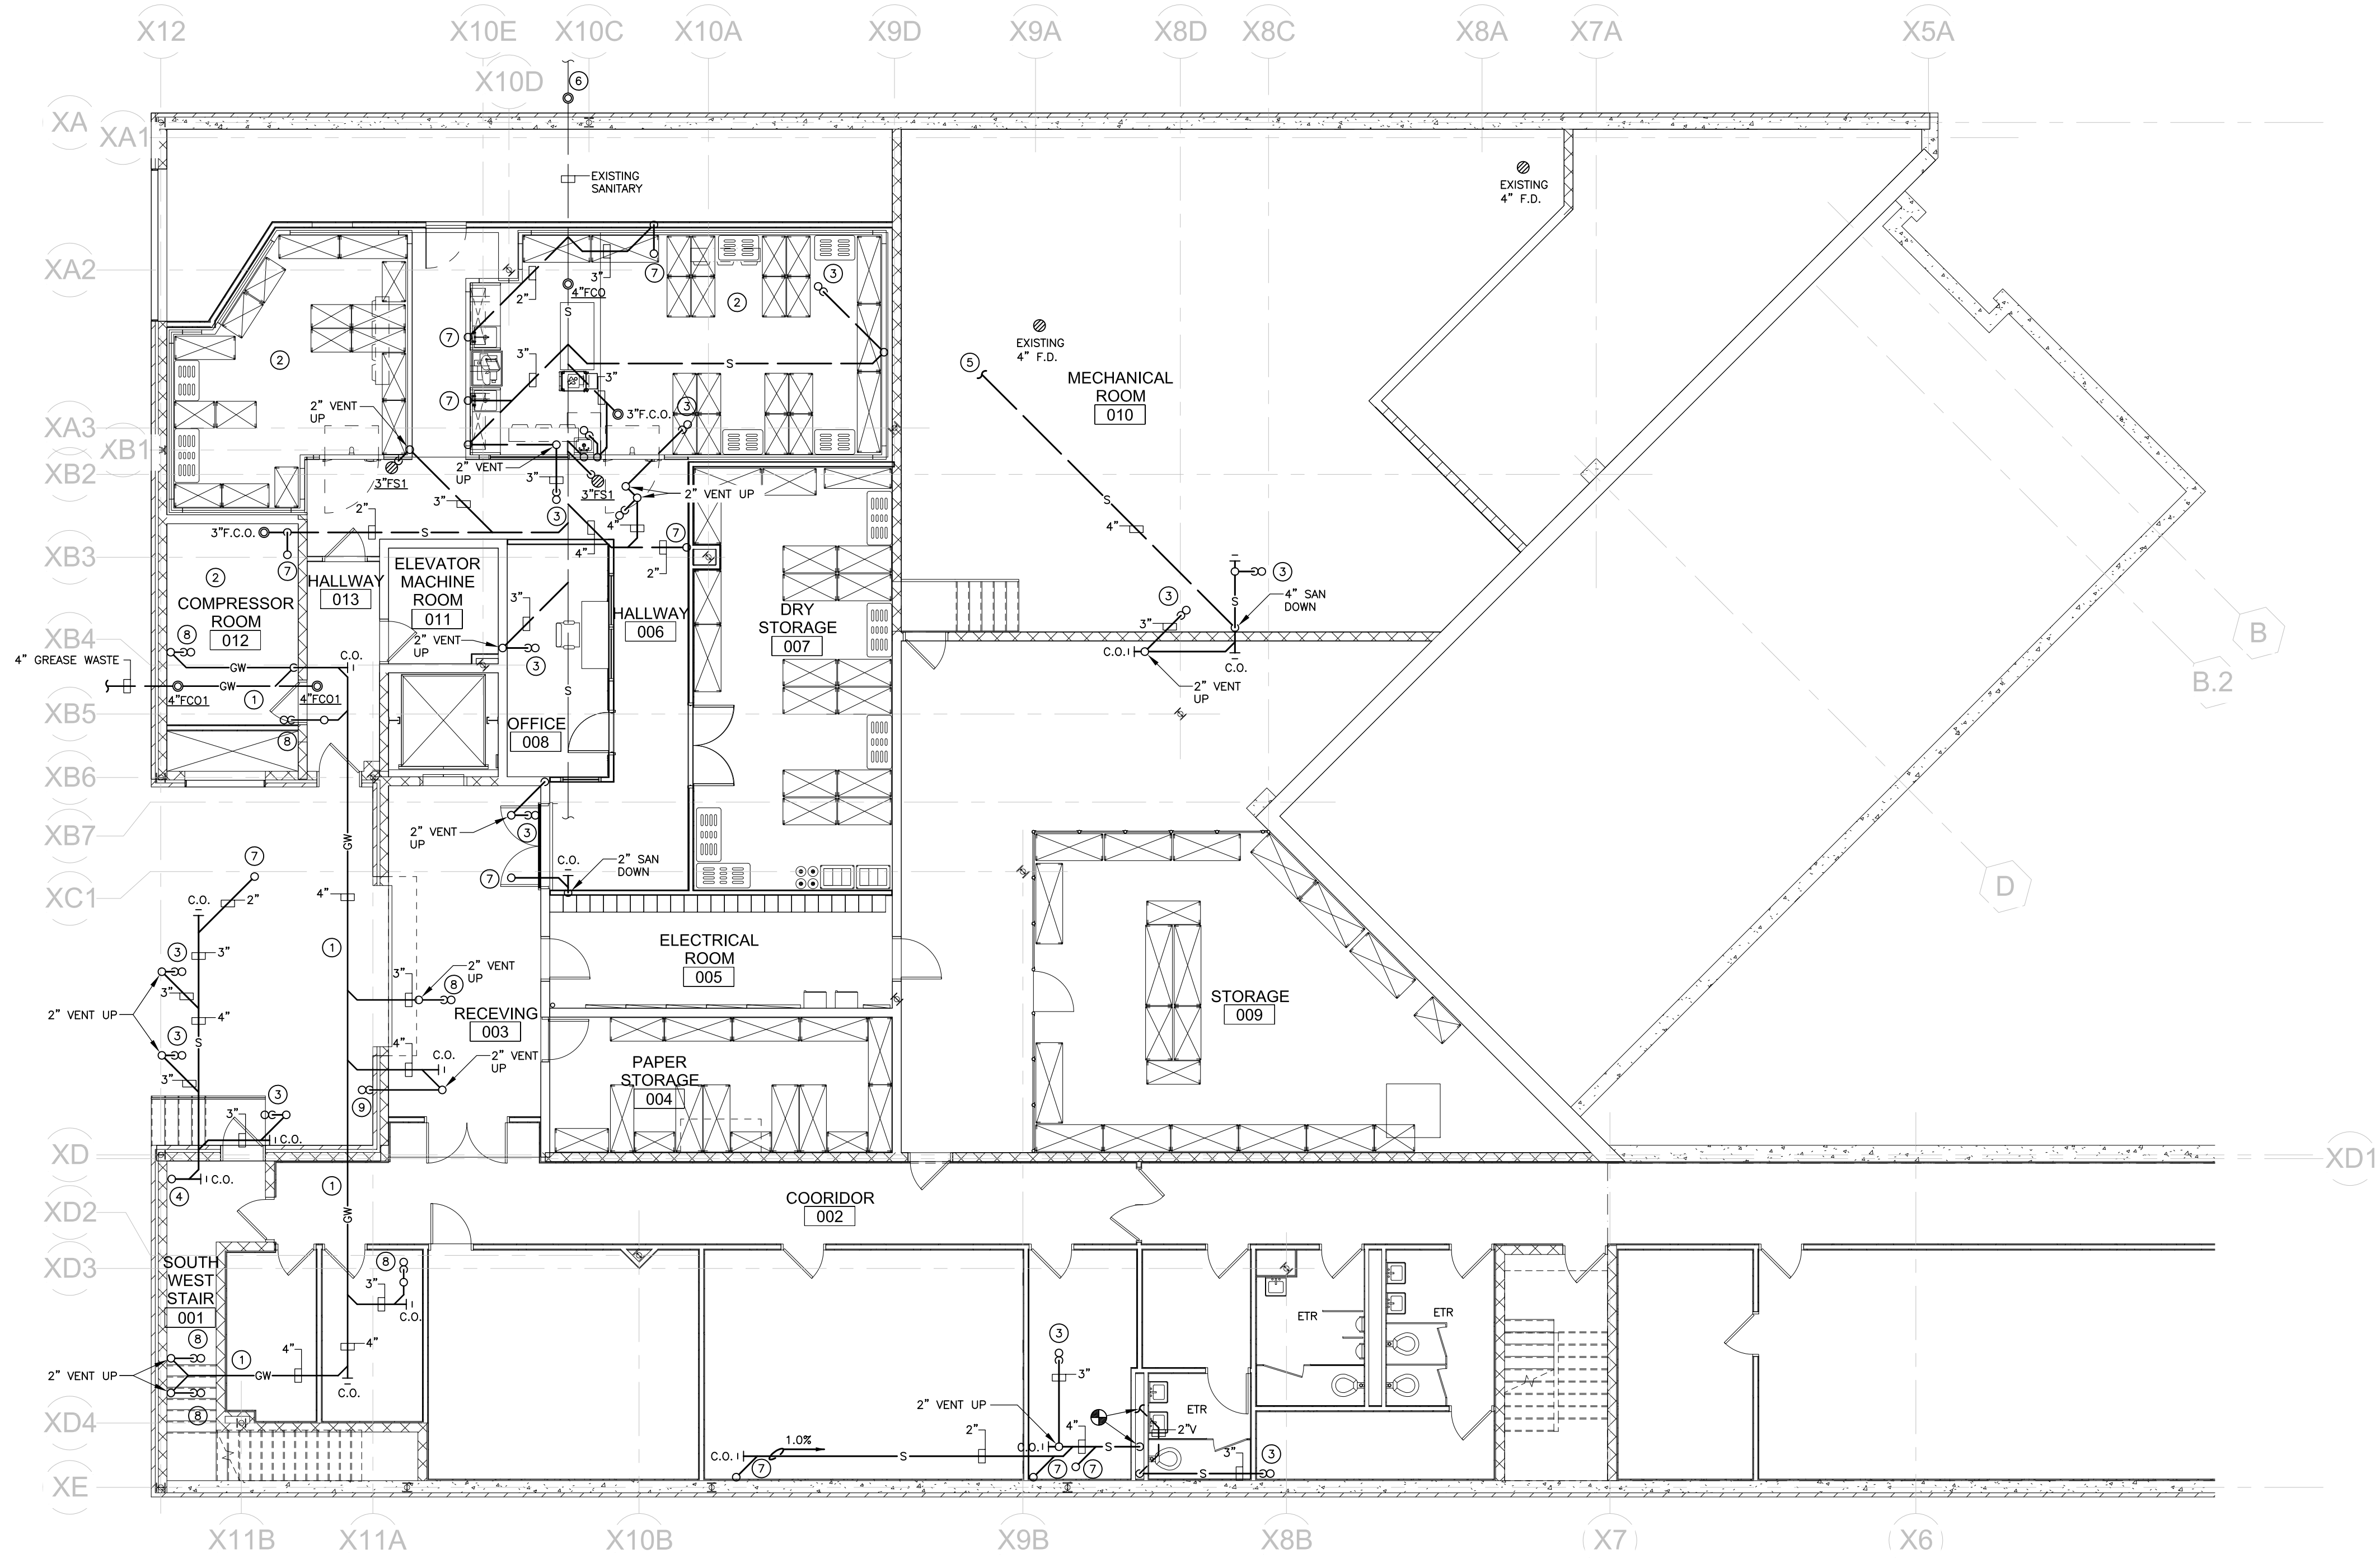 X12
X10E
X10C
X10A
X9D
X9A
X8D
X8C
X8A
X7A
X5A
X10D
6
XA
XA1
EXISTING
SANITARY
EXISTING
4" F.D.
XA2
3"
7
2"
4"FCO
2
3
S
EXISTING
4" F.D.
7
2
3"
S
5
MECHANICAL
ROOM
010
3"
7
2" VENT
UP
3"F.C.O.
3
XA3
XB1
XB2
2" VENT
UP
3"FS1
3"
3"
3"FS1
2" VENT UP
S
4"
2"
3
4"
7
3"F.C.O.
S
4"
2"
XB3
7
2
HALLWAY
013
ELEVATOR
MACHINE
ROOM
011
3"
HALLWAY
006
DRY
STORAGE
007
3
S
4" SAN
DOWN
3
3"
COMPRESSOR
ROOM
012
XB4
8
2" VENT
UP
3
C.O.
C.O.
C.O.
4" GREASE WASTE
GW
GW
4"FCO1
1
4"FCO1
S
2" VENT
UP
B
B.2
XB5
8
OFFICE
008
XB6
XB7
2" VENT
UP
3
GW
7
C.O.
2" SAN
DOWN
7
D
XC1
C.O.
2"
4"
3
3"
1
ELECTRICAL
ROOM
005
3"
2" VENT
UP
3"
8
2" VENT UP
4"
RECEVING
003
STORAGE
009
3
S
4"
C.O.
2" VENT
UP
PAPER
STORAGE
004
3"
3
9
3"
C.O.
XD
XD1
4
C.O.
1
COORIDOR
002
XD2
GW
SOUTH
WEST
STAIR
001
XD3
8
3"
C.O.
ETR
ETR
8
3
1
4"
4"
3"
2" VENT UP
GW
C.O.
2" VENT UP
ETR
8
XD4
1.0%
2"
4"
2"V
C.O.
C.O.
S
S
3"
3
7
7
7
S
XE
X11B
X11A
X10B
X9B
X8B
X7
X6